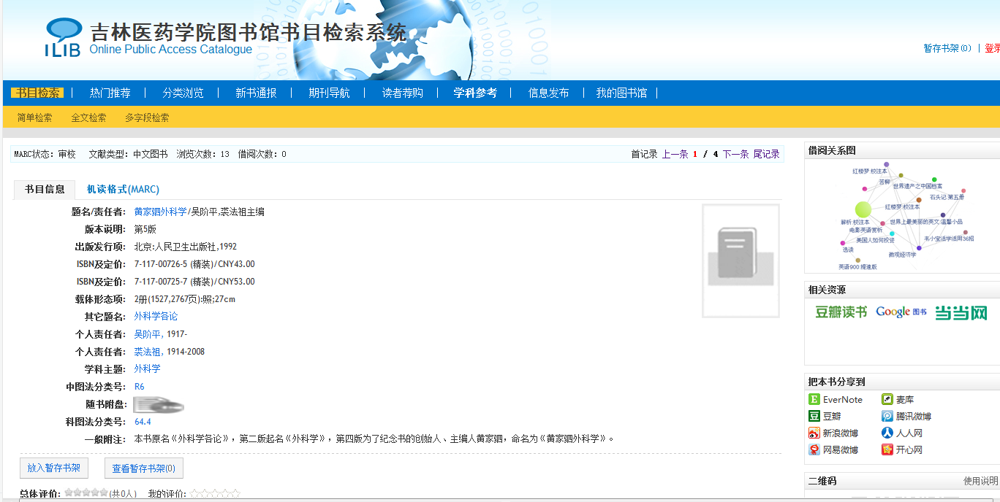 吉林医药学院图书馆书目检索系统
ILIB
Online Public Access Catalogue
暂存书架(0) | 登录
书目检索 | 热门推荐 | 分类浏览 | 新书通报 | 期刊导航 | 读者荐购 | 学科参考 | 信息发布 | 我的图书馆 |
简单检索 全文检索 多字段检索
MARC状态：审核 文献类型：中文图书 浏览次数：13 借阅次数：0
首记录 上一条 1 / 4 下一条 尾记录
书目信息 机读格式(MARC)
题名/责任者: 黄家驷外科学/吴阶平,裘法祖主编
版本说明: 第5版
出版发行项: 北京:人民卫生出版社,1992
ISBN及定价: 7-117-00726-5 (精装)/CNY43.00
ISBN及定价: 7-117-00725-7 (精装)/CNY53.00
载体形态项: 2册(1527,2767页):照;27cm
其它题名: 外科学各论
个人责任者: 吴阶平, 1917-
个人责任者: 裘法祖, 1914-2008
学科主题: 外科学
中图法分类号: R6
随书附盘:
科图法分类号: 64.4
一般附注: 本书原名《外科学各论》，第二版起名《外科学》，第四版为了纪念书的创始人、主编人黄家驷，命名为《黄家驷外科学》。
放入暂存书架 查看暂存书架(0)
总体评价: (共0人) 我的评价:
借阅关系图
红楼梦:校注本
苦柳
世界遗产之中国档案
石头记 第五册
红楼梦:校注本
解析:校注本
世界上最美丽的英文:温馨小品
电影英语赏析
美国人如何投资
韦小宝活学活用36招
选读
微观经济学
英语900:提速版
相关资源
豆瓣读书 Google 图书 当当网
把本书分享到
EverNote 麦库
豆瓣 腾讯微博
新浪微博 人人网
网易微博 开心网
二维码 使用说明